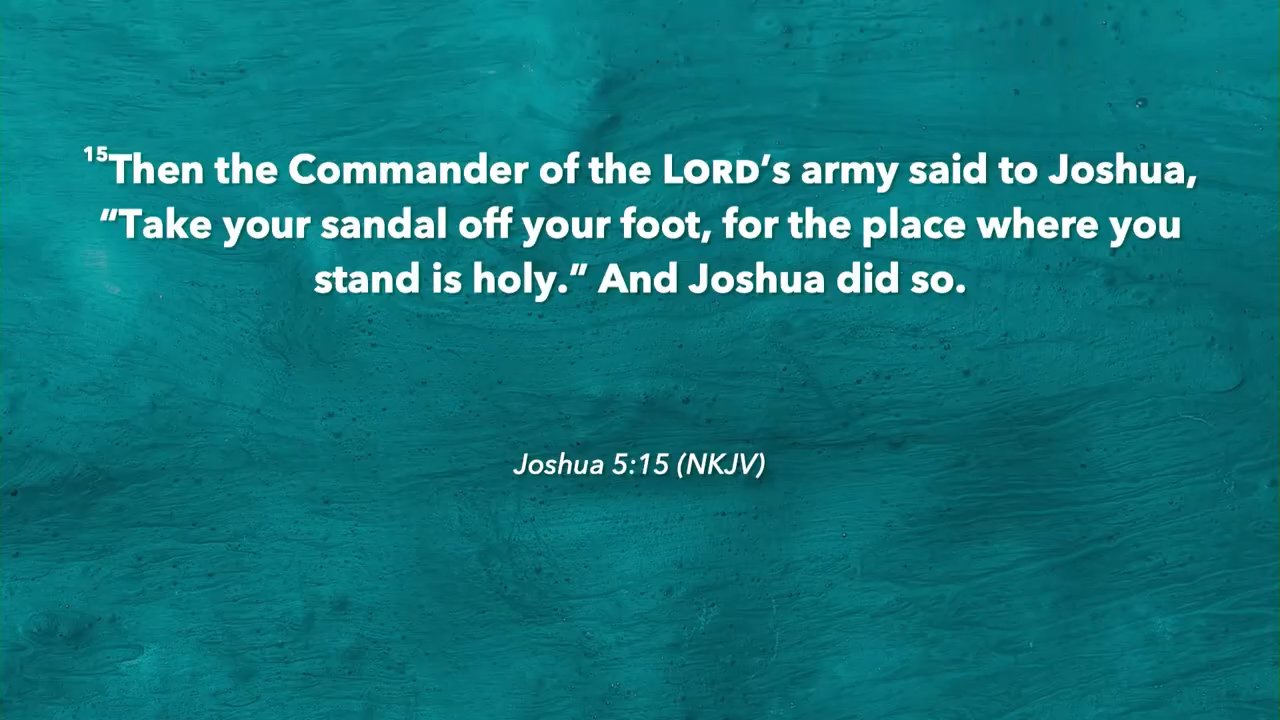 15Then the Commander of the LORD’s army said to Joshua,
“Take your sandal off your foot, for the place where you
stand is holy.” And Joshua did so.
Joshua 5:15 (NKJV)